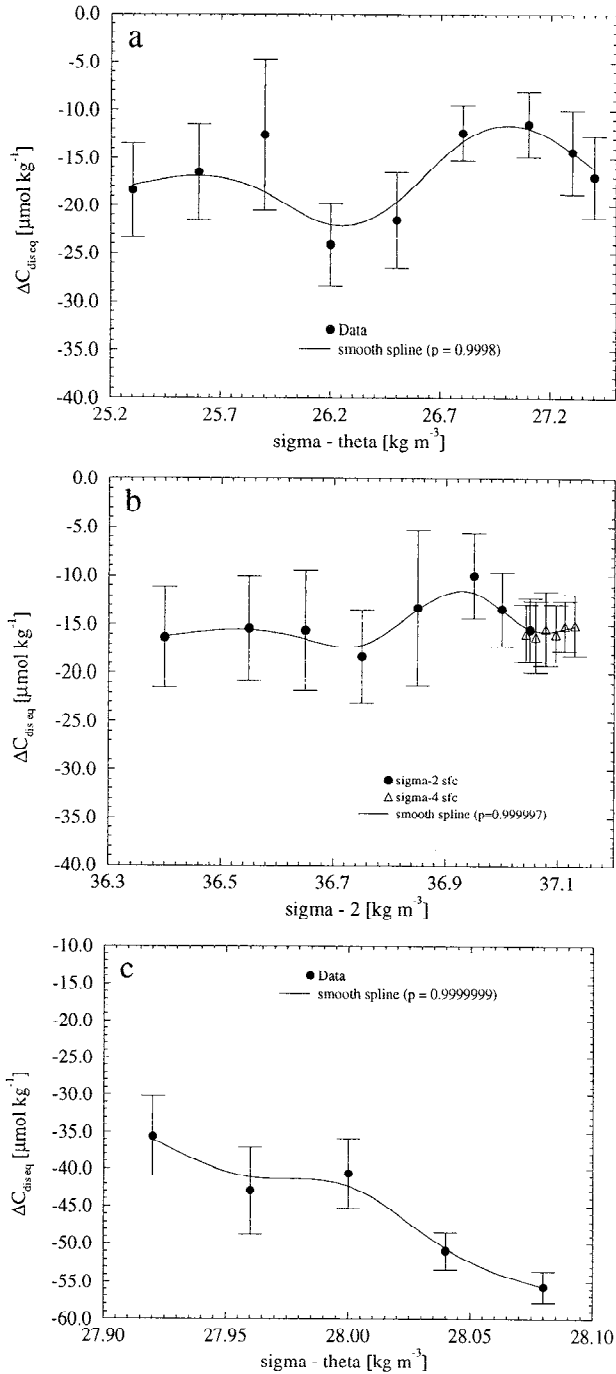 a
0.0
-5.0
-10.0
-15.0
-20.0
-25.0
-30.0
-35.0
-40.0
ΔC_dis eq [μmol kg⁻¹]
Data
smooth spline (p = 0.9998)
25.2 25.7 26.2 26.7 27.2
sigma - theta [kg m⁻³]
b
0.0
-5.0
-10.0
-15.0
-20.0
-25.0
-30.0
-35.0
-40.0
ΔC_dis eq [μmol kg⁻¹]
sigma-2 sfc
sigma-4 sfc
smooth spline (p=0.999997)
36.3 36.5 36.7 36.9 37.1
sigma - 2 [kg m⁻³]
c
-10.0
-15.0
-20.0
-25.0
-30.0
-35.0
-40.0
-45.0
-50.0
-55.0
-60.0
ΔC_dis eq [μmol kg⁻¹]
Data
smooth spline (p = 0.9999999)
27.90 27.95 28.00 28.05 28.10
sigma - theta [kg m⁻³]